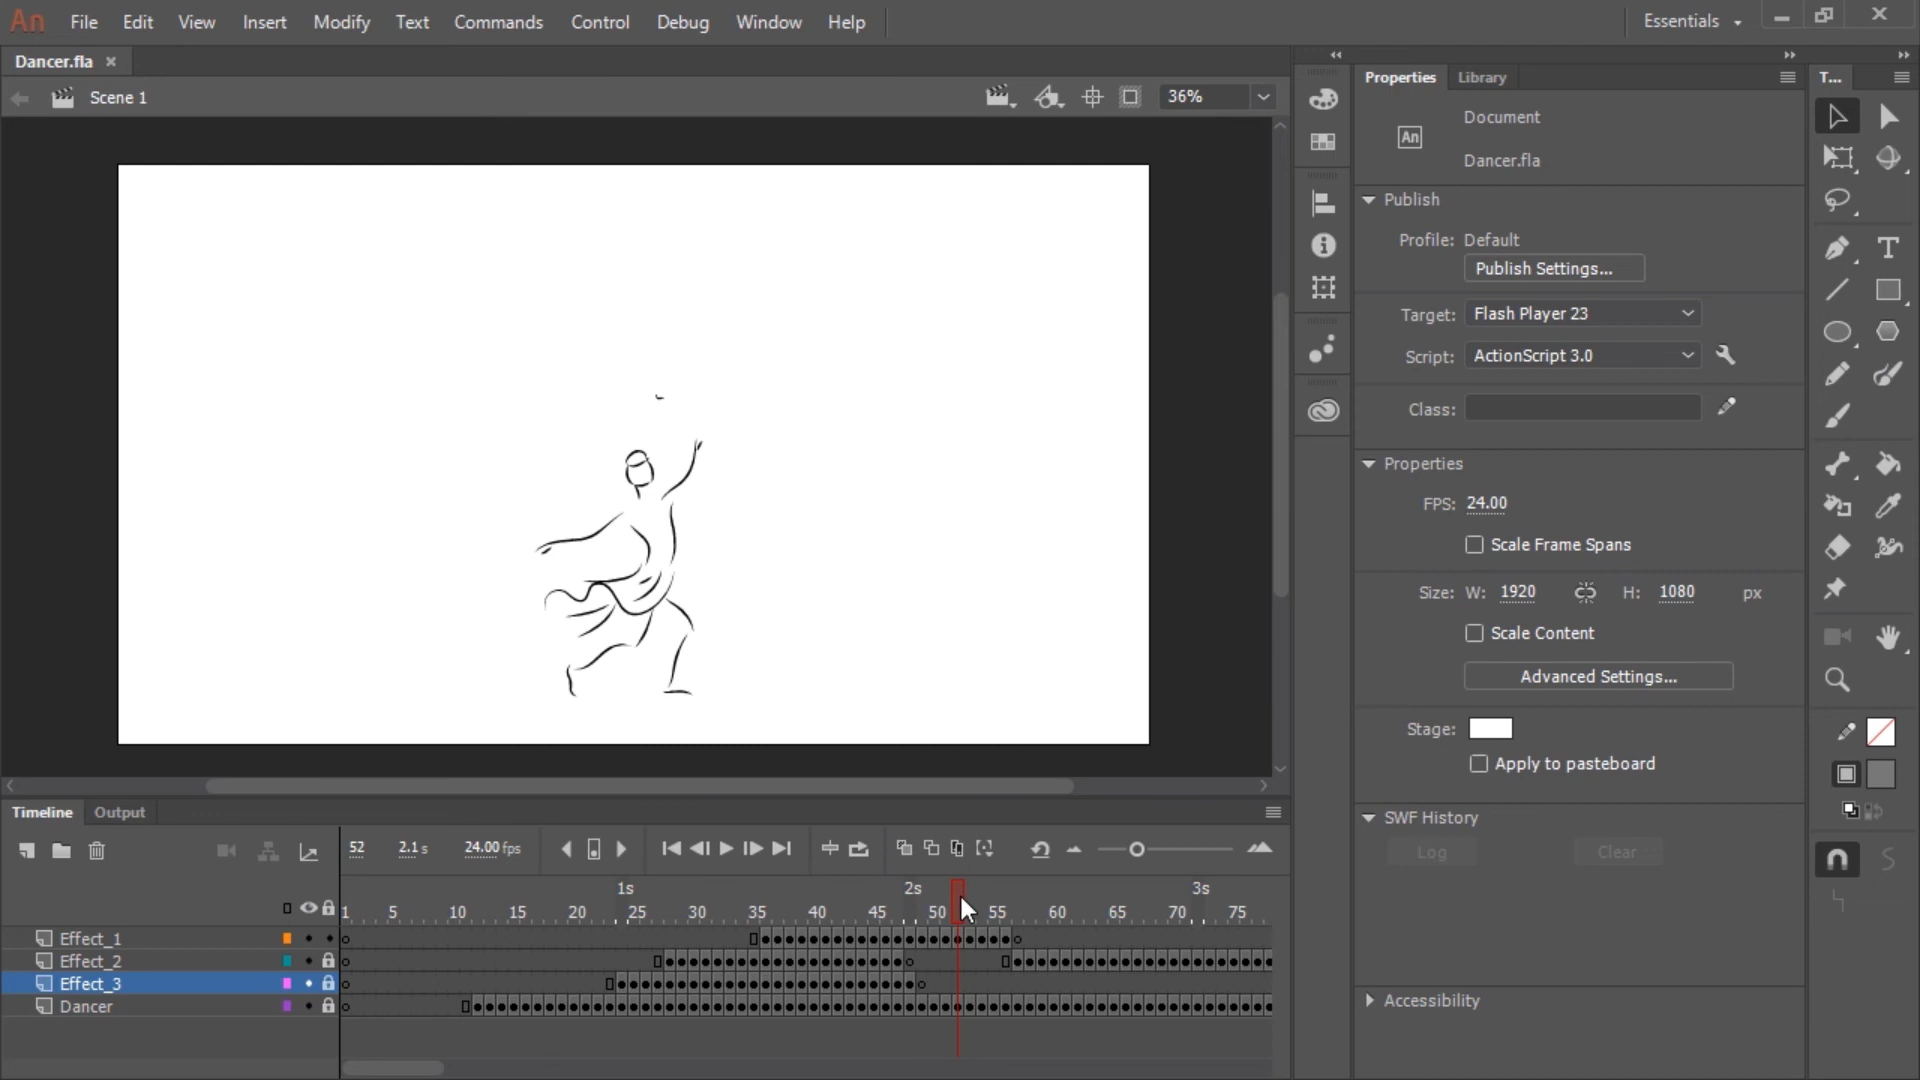 An File Edit View Insert Modify Text Commands Control Debug Window Help Essentials
Dancer.fla
Scene 1
36%
Properties Library
T...
An
Document
Dancer.fla
Publish
Profile: Default
Publish Settings...
Target: Flash Player 23
Script: ActionScript 3.0
Class:
Properties
FPS: 24.00
Scale Frame Spans
Size: W: 1920 H: 1080 px
Scale Content
Advanced Settings...
Stage:
Apply to pasteboard
SWF History
Log Clear
Accessibility
Timeline Output
52 2.1 s 24.00 fps
1s 2s 3s
1 5 10 15 20 25 30 35 40 45 50 55 60 65 70 75
Effect_1
Effect_2
Effect_3
Dancer